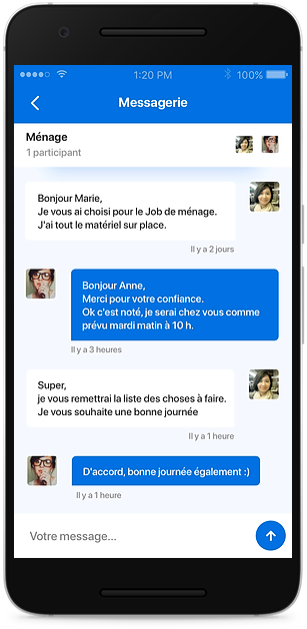 1:20 PM 100%
Messagerie
Ménage
1 participant
Bonjour Marie,
Je vous ai choisi pour le Job de ménage.
J'ai tout le matériel sur place.
Il y a 2 jours
Bonjour Anne,
Merci pour votre confiance.
Ok c'est noté, je serai chez vous comme
prévu mardi matin à 10 h.
Il y a 3 heures
Super,
je vous remettrai la liste des choses à faire.
Je vous souhaite une bonne journée
Il y a 1 heure
D'accord, bonne journée également :)
Il y a 1 heure
Votre message...